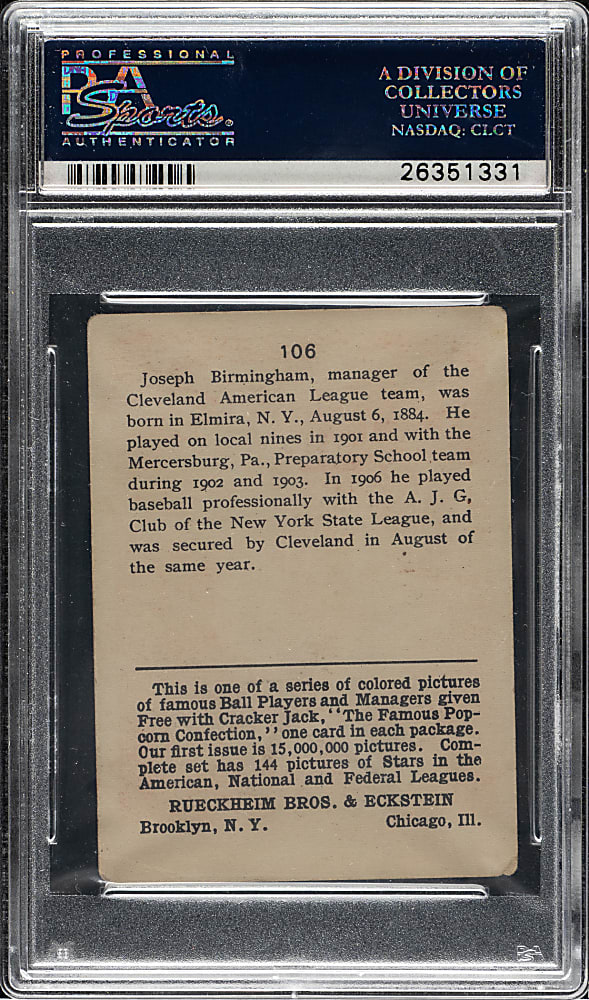 PROFESSIONAL
PSA
Sports
AUTHENTICATOR
A DIVISION OF
COLLECTORS
UNIVERSE
NASDAQ: CLCT
26351331
106
Joseph Birmingham, manager of the
Cleveland American League team, was
born in Elmira, N. Y., August 6, 1884. He
played on local nines in 1901 and with the
Mercersburg, Pa., Preparatory School team
during 1902 and 1903. In 1906 he played
baseball professionally with the A. J. G,
Club of the New York State League, and
was secured by Cleveland in August of
the same year.
This is one of a series of colored pictures
of famous Ball Players and Managers given
Free with Cracker Jack, "The Famous Pop-
corn Confection," one card in each package.
Our first issue is 15,000,000 pictures. Com-
plete set has 144 pictures of Stars in the
American, National and Federal Leagues.
RUECKHEIM BROS. & ECKSTEIN
Brooklyn, N. Y. Chicago, Ill.
PSA